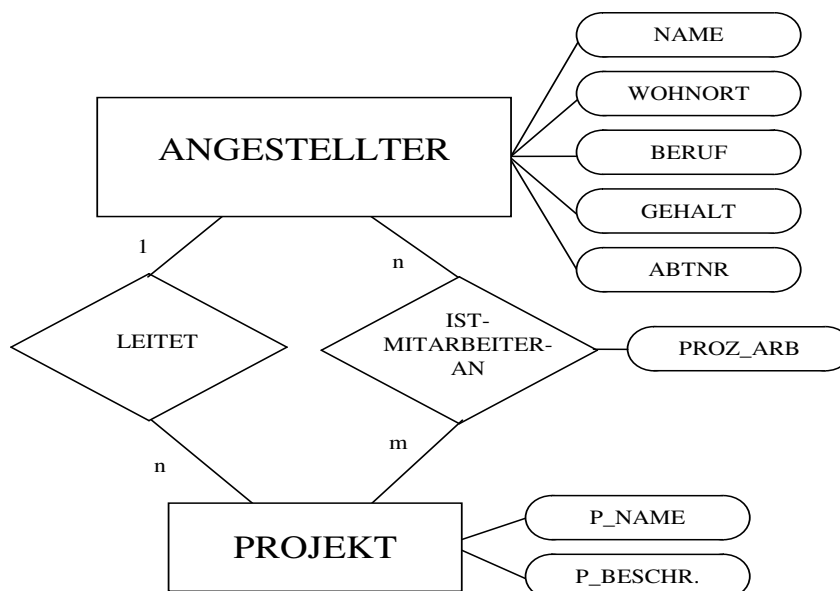 NAME
WOHNORT
ANGESTELLTER
BERUF
GEHALT
ABTNR
1
n
LEITET
IST-
MITARBEITER-
AN
PROZ_ARB
n
m
P_NAME
PROJEKT
P_BESCHR.